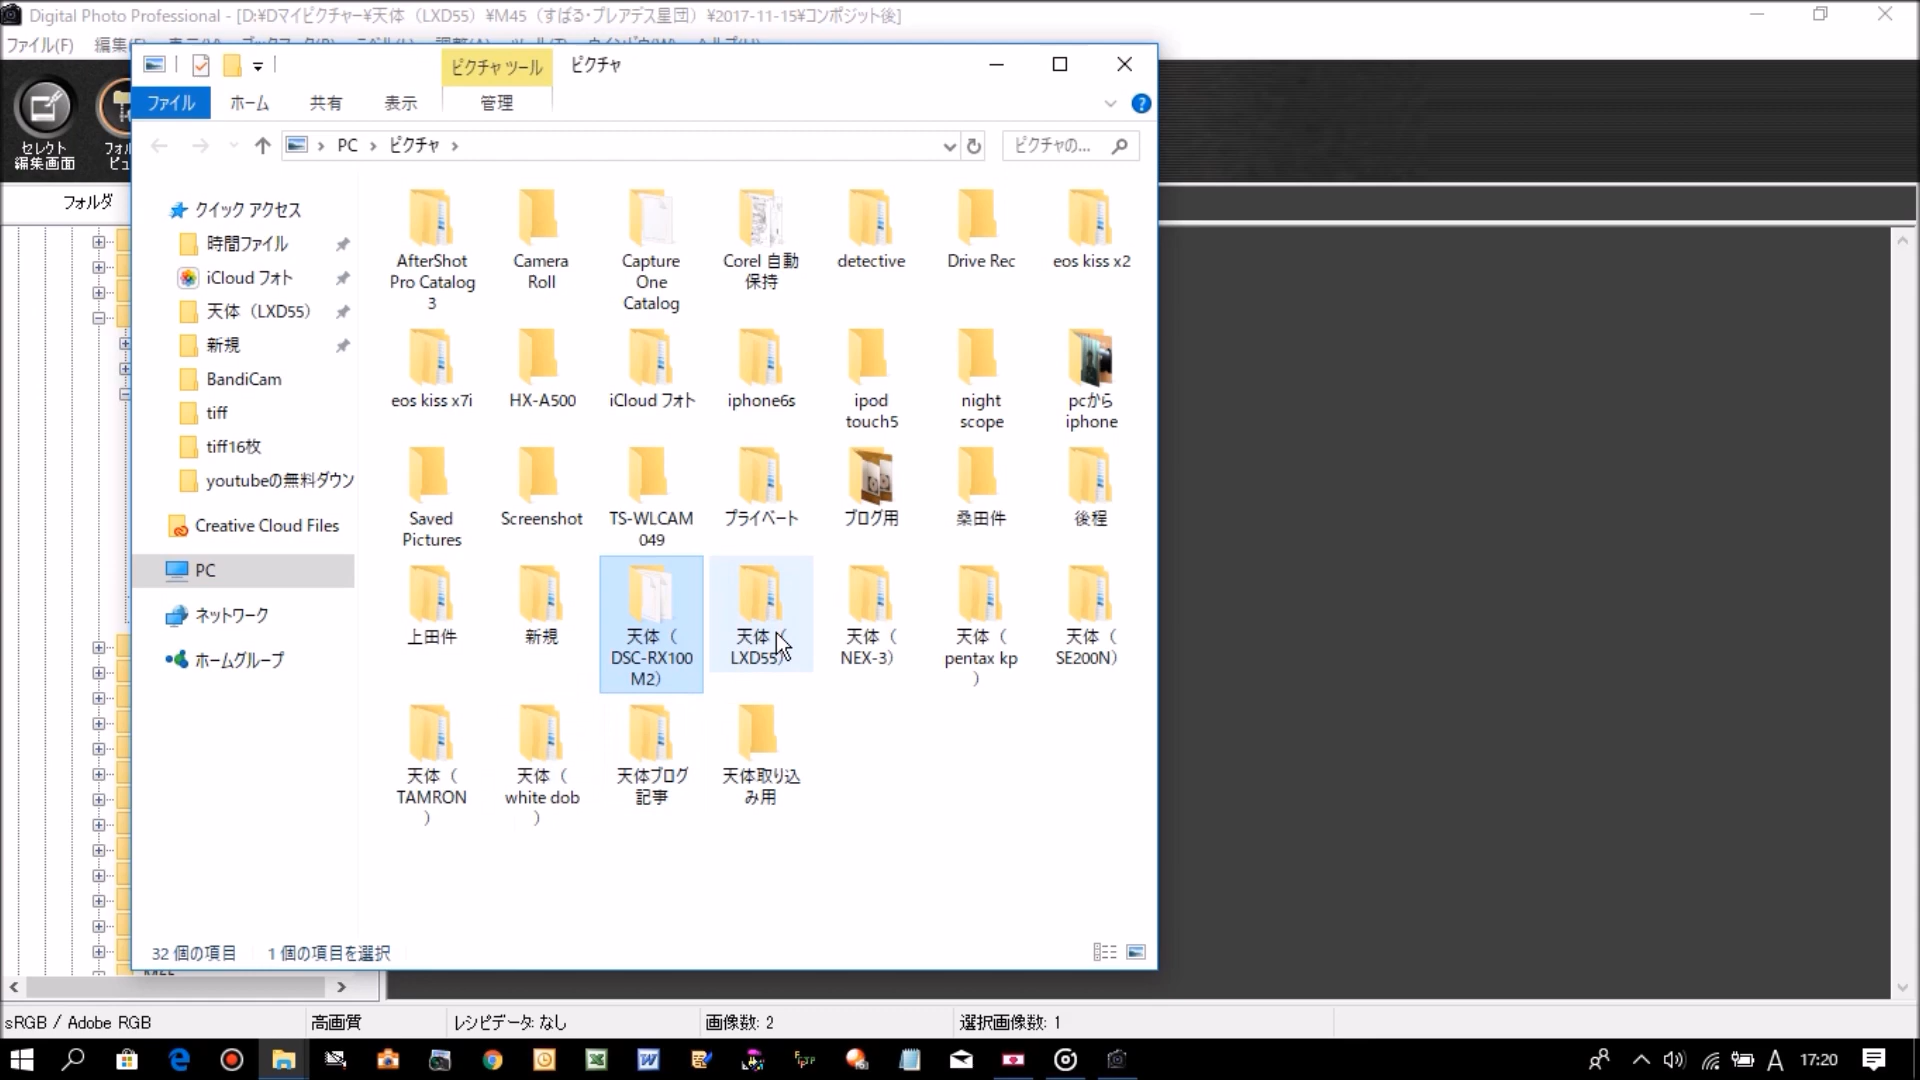 Digital Photo Professional - [D:¥Dマイピクチャー¥天体（LXD55）¥M45（すばる・プレアデス星団）¥2017-11-15¥コンポジット後]
ファイル(F)
ピクチャ ツール
ピクチャ
ファイル
ホーム
共有
表示
管理
セレクト
編集画面
PC
ピクチャ
ピクチャの...
フォルダ
クイック アクセス
時間ファイル
iCloud フォト
天体（LXD55）
新規
BandiCam
tiff
tiff16枚
youtubeの無料ダウン
Creative Cloud Files
PC
ネットワーク
ホームグループ
AfterShot
Pro Catalog
3
Camera
Roll
Capture
One
Catalog
Corel 自動
保持
detective
Drive Rec
eos kiss x2
eos kiss x7i
HX-A500
iCloud フォト
iphone6s
ipod
touch5
night
scope
pcから
iphone
Saved
Pictures
Screenshot
TS-WLCAM
049
プライベート
ブログ用
桑田件
後程
上田件
新規
天体（
DSC-RX100
M2）
天体（
LXD55）
天体（
NEX-3）
天体（
pentax kp
）
天体（
SE200N）
天体（
TAMRON
）
天体（
white dob
）
天体ブログ
記事
天体取り込
み用
32 個の項目
1 個の項目を選択
sRGB / Adobe RGB
高画質
レシピデータ: なし
画像数: 2
選択画像数: 1
A
17:20